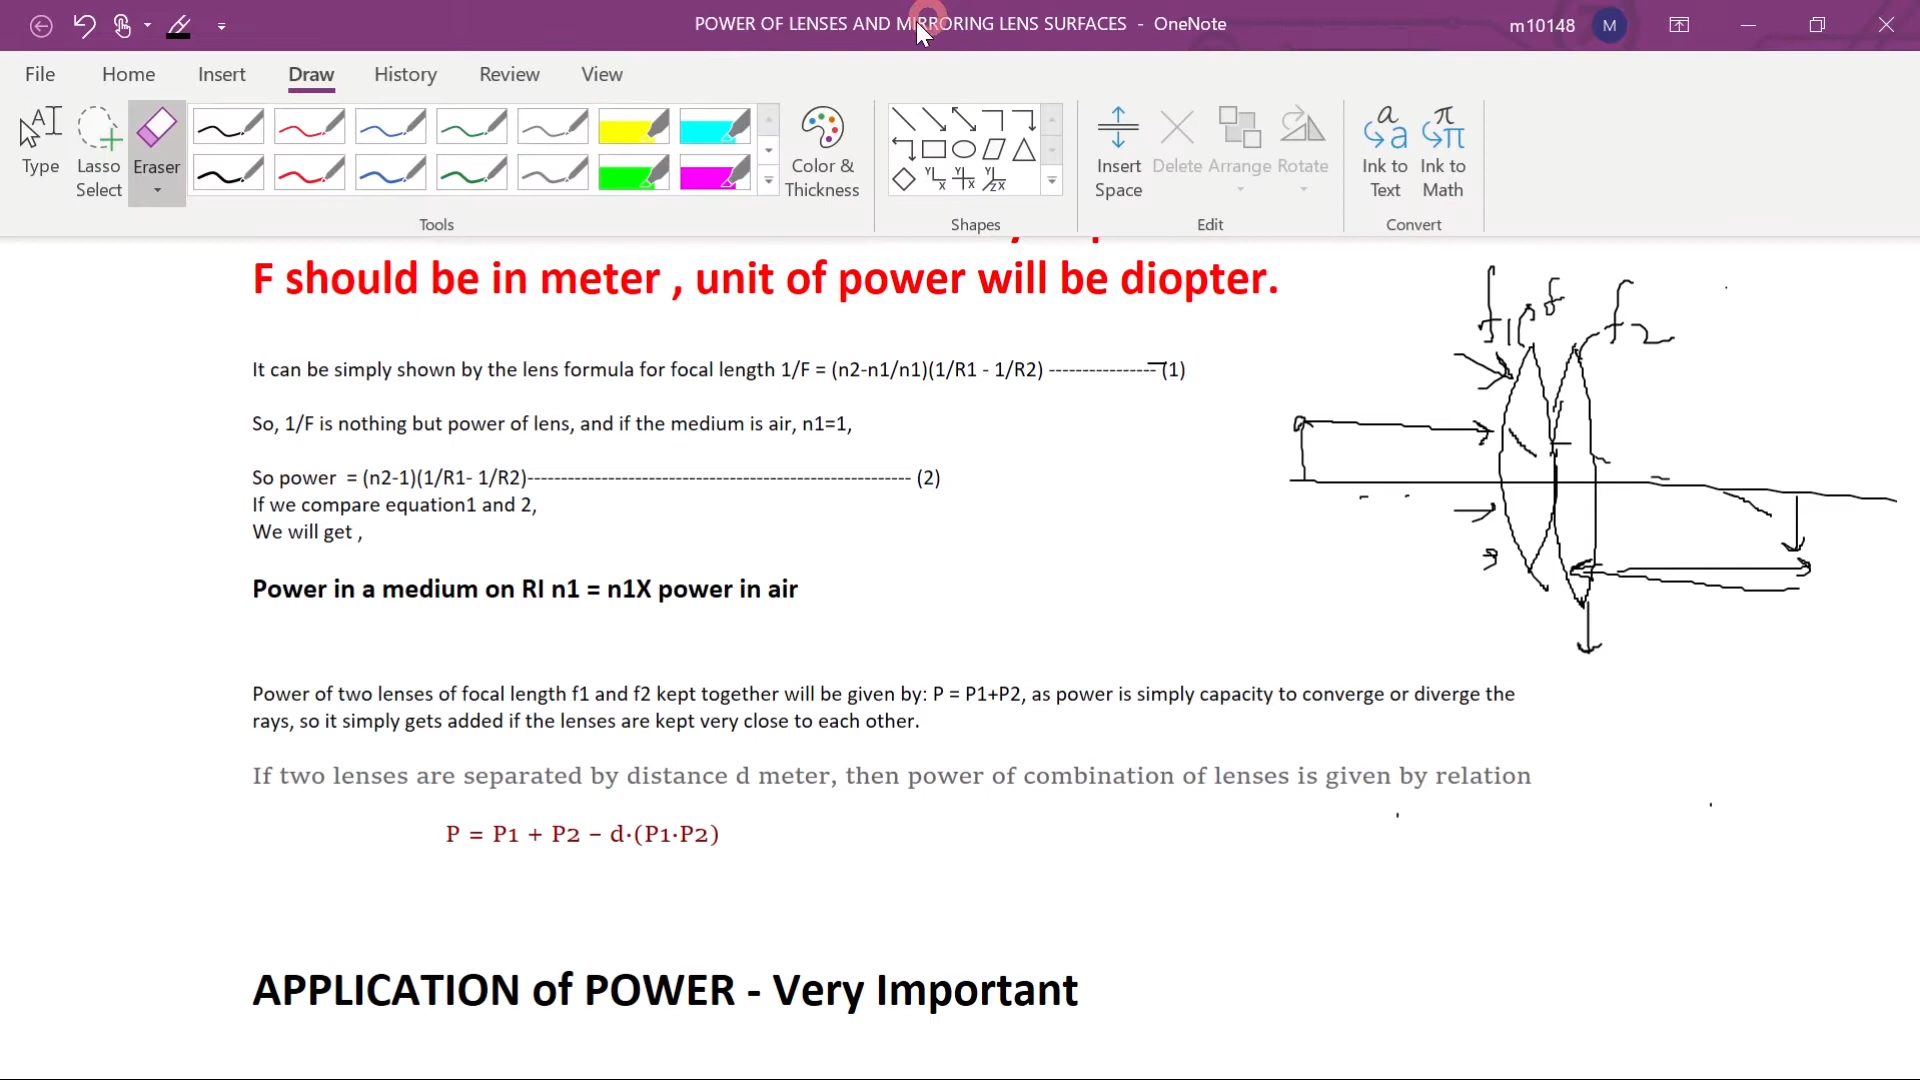 POWER OF LENSES AND MIRRORING LENS SURFACES - OneNote
m10148
M
File Home Insert Draw History Review View
Type
Lasso Select
Eraser
Color & Thickness
Insert Space
Delete
Arrange
Rotate
Ink to Text
Ink to Math
Tools
Shapes
Edit
Convert
F should be in meter , unit of power will be diopter.
f1
f
f2
It can be simply shown by the lens formula for focal length 1/F = (n2-n1/n1)(1/R1 - 1/R2) ---------------- (1)
So, 1/F is nothing but power of lens, and if the medium is air, n1=1,
So power = (n2-1)(1/R1- 1/R2)--------------------------------------------------------- (2)
If we compare equation1 and 2,
We will get ,
Power in a medium on RI n1 = n1X power in air
Power of two lenses of focal length f1 and f2 kept together will be given by: P = P1+P2, as power is simply capacity to converge or diverge the
rays, so it simply gets added if the lenses are kept very close to each other.
If two lenses are separated by distance d meter, then power of combination of lenses is given by relation
P = P1 + P2 − d·(P1·P2)
APPLICATION of POWER - Very Important